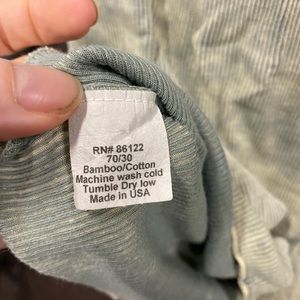 RN# 86122
70/30
Bamboo/Cotton
Machine wash cold
Tumble Dry low
Made in USA